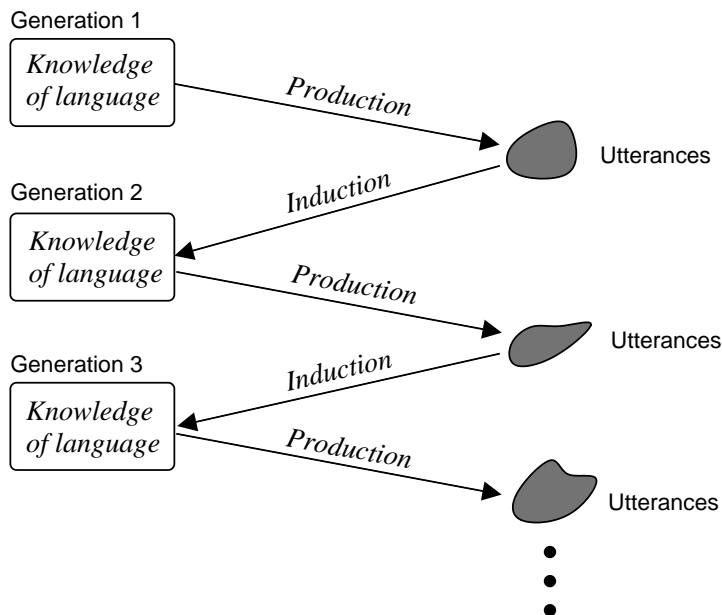 Generation 1
Knowledge
of language
Production
Utterances
Induction
Generation 2
Knowledge
of language
Production
Utterances
Induction
Generation 3
Knowledge
of language
Production
Utterances